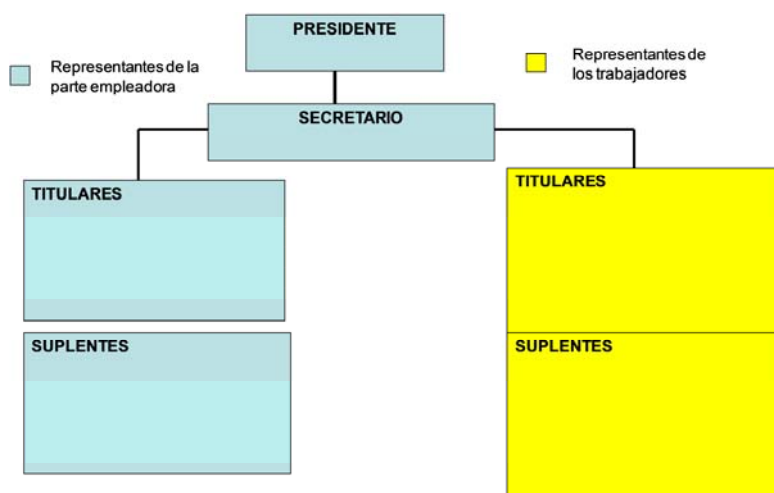 PRESIDENTE
Representantes de la
parte empleadora
Representantes de
los trabajadores
SECRETARIO
TITULARES
TITULARES
SUPLENTES
SUPLENTES